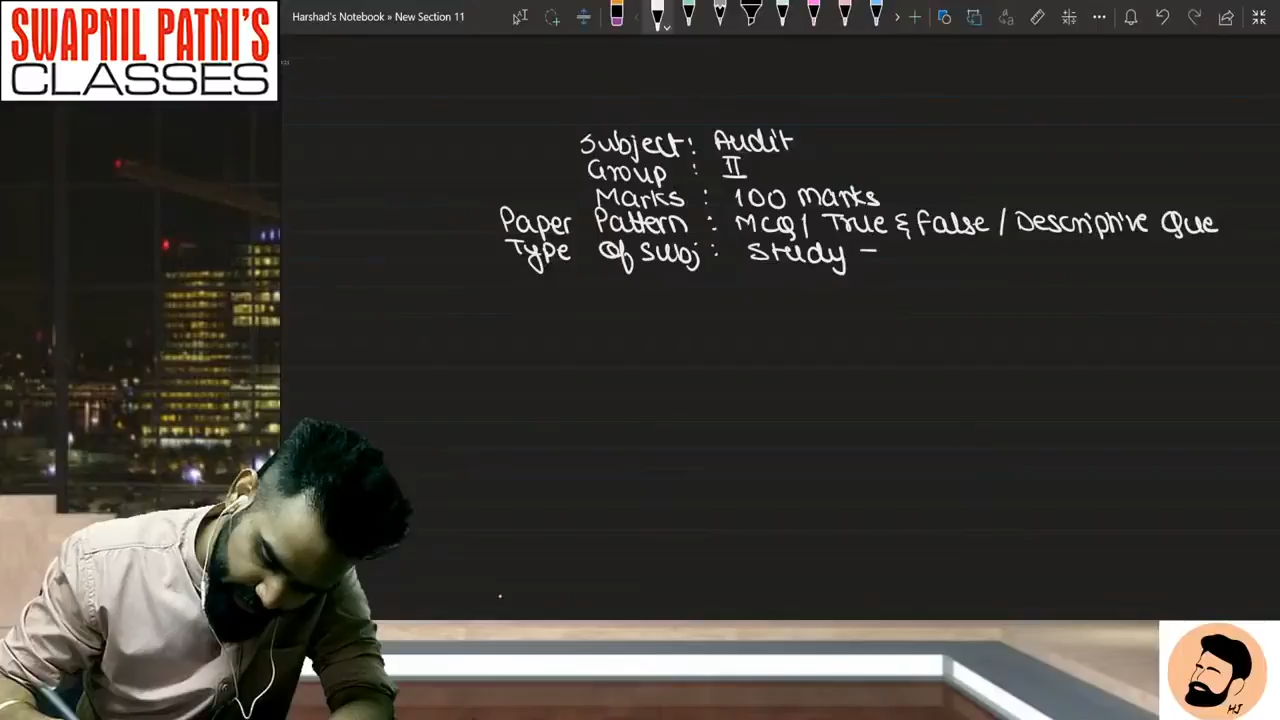 SWAPNIL PATNI'S
CLASSES
Harshad's Notebook » New Section 11
Subject : Audit
Group : II
Marks : 100 Marks
Paper Pattern : MCQ / True & False / Descriptive Que
Type Of Subj : Study -
HJ